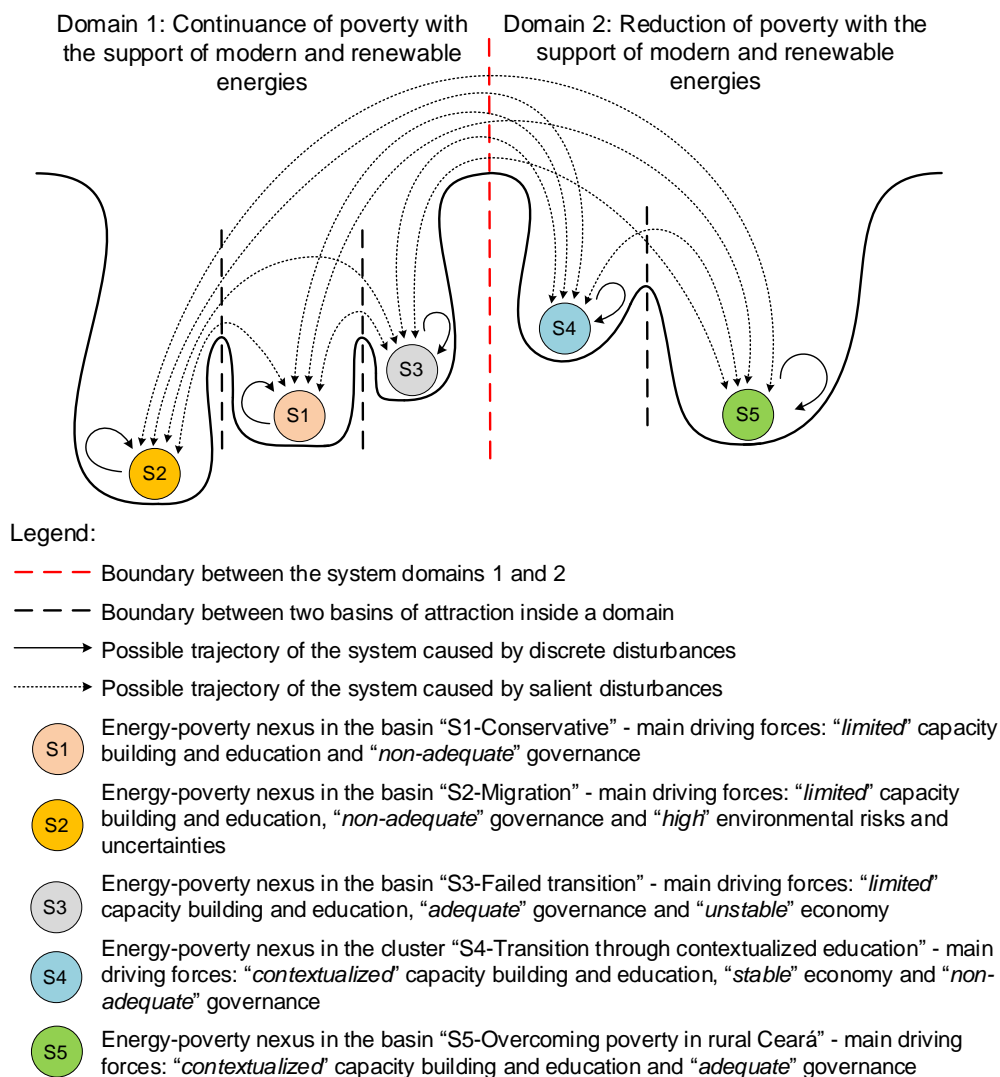 Domain 1: Continuance of poverty with
the support of modern and renewable
energies
Domain 2: Reduction of poverty with the
support of modern and renewable
energies
S2
S1
S3
S4
S5
Legend:
Boundary between the system domains 1 and 2
Boundary between two basins of attraction inside a domain
Possible trajectory of the system caused by discrete disturbances
Possible trajectory of the system caused by salient disturbances
S1
Energy-poverty nexus in the basin “S1-Conservative” - main driving forces: “limited” capacity
building and education and “non-adequate” governance
S2
Energy-poverty nexus in the basin “S2-Migration” - main driving forces: “limited” capacity
building and education, “non-adequate” governance and “high” environmental risks and
uncertainties
S3
Energy-poverty nexus in the basin “S3-Failed transition” - main driving forces: “limited”
capacity building and education, “adequate” governance and “unstable” economy
S4
Energy-poverty nexus in the cluster “S4-Transition through contextualized education” - main
driving forces: “contextualized” capacity building and education, “stable” economy and “non-
adequate” governance
S5
Energy-poverty nexus in the basin “S5-Overcoming poverty in rural Ceará” - main driving
forces: “contextualized” capacity building and education and “adequate” governance